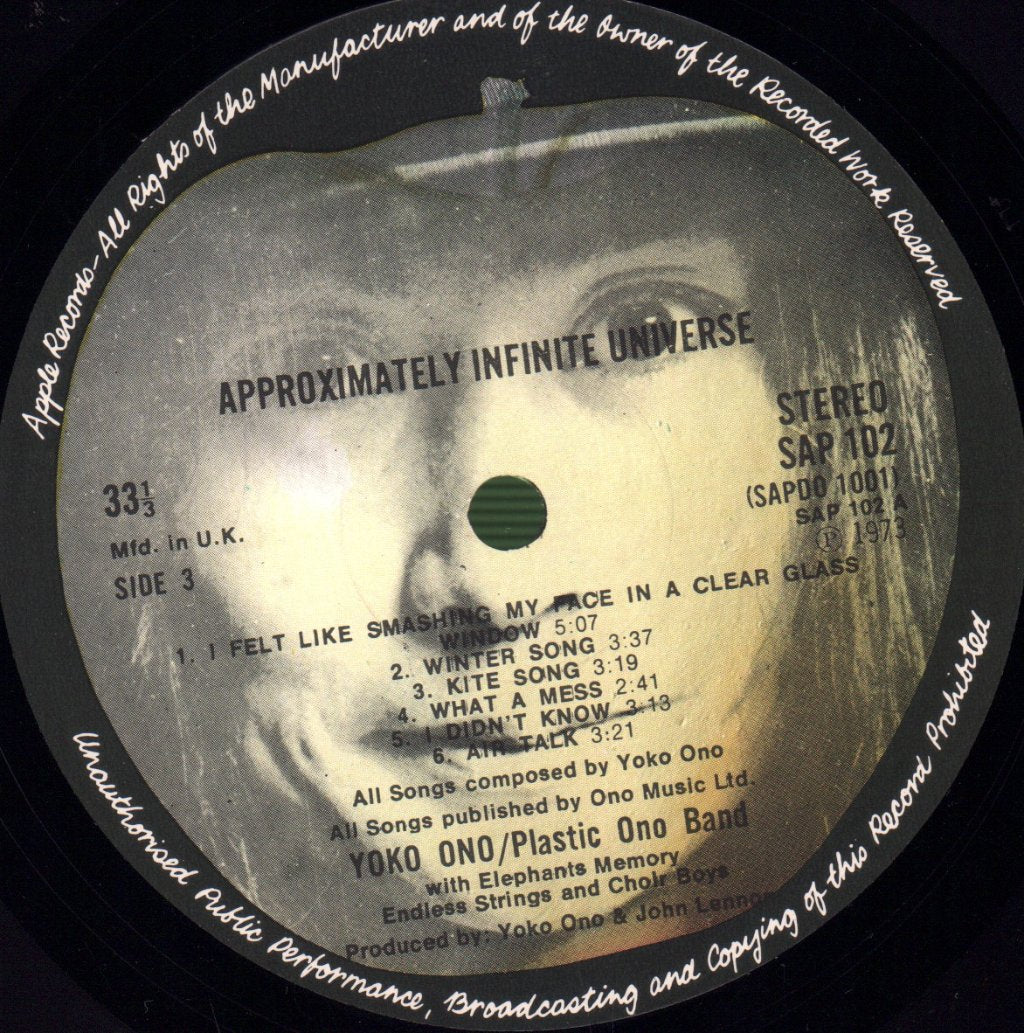 Apple Records-All Rights of the Manufacturer and of the Owner of the Recorded Work Reserved
APPROXIMATELY INFINITE UNIVERSE
STEREO
SAP 102
(SAPDO 1001)
SAP 102 A
Ⓟ 1973
33⅓
Mfd. in U.K.
SIDE 3
1. I FELT LIKE SMASHING MY FACE IN A CLEAR GLASS
WINDOW 5:07
2. WINTER SONG 3:37
3. KITE SONG 3:19
4. WHAT A MESS 2:41
5. I DIDN'T KNOW 3:13
6. AIR TALK 3:21
All Songs composed by Yoko Ono
All Songs published by Ono Music Ltd.
YOKO ONO/Plastic Ono Band
with Elephants Memory
Endless Strings and Choir Boys
Produced by: Yoko Ono & John Lennon
Unauthorised Public Performance, Broadcasting and Copying of this Record Prohibited